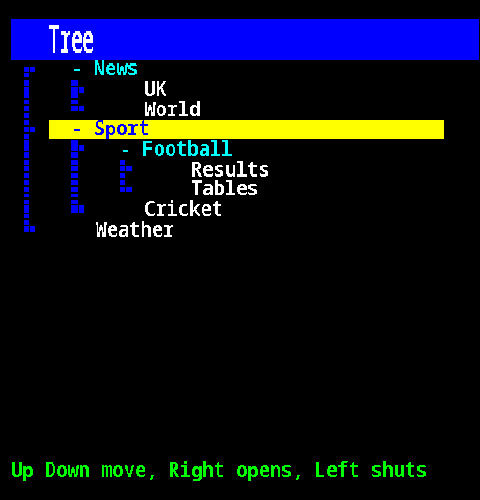 Tree
- News
UK
World
- Sport
- Football
Results
Tables
Cricket
Weather
Up Down move, Right opens, Left shuts